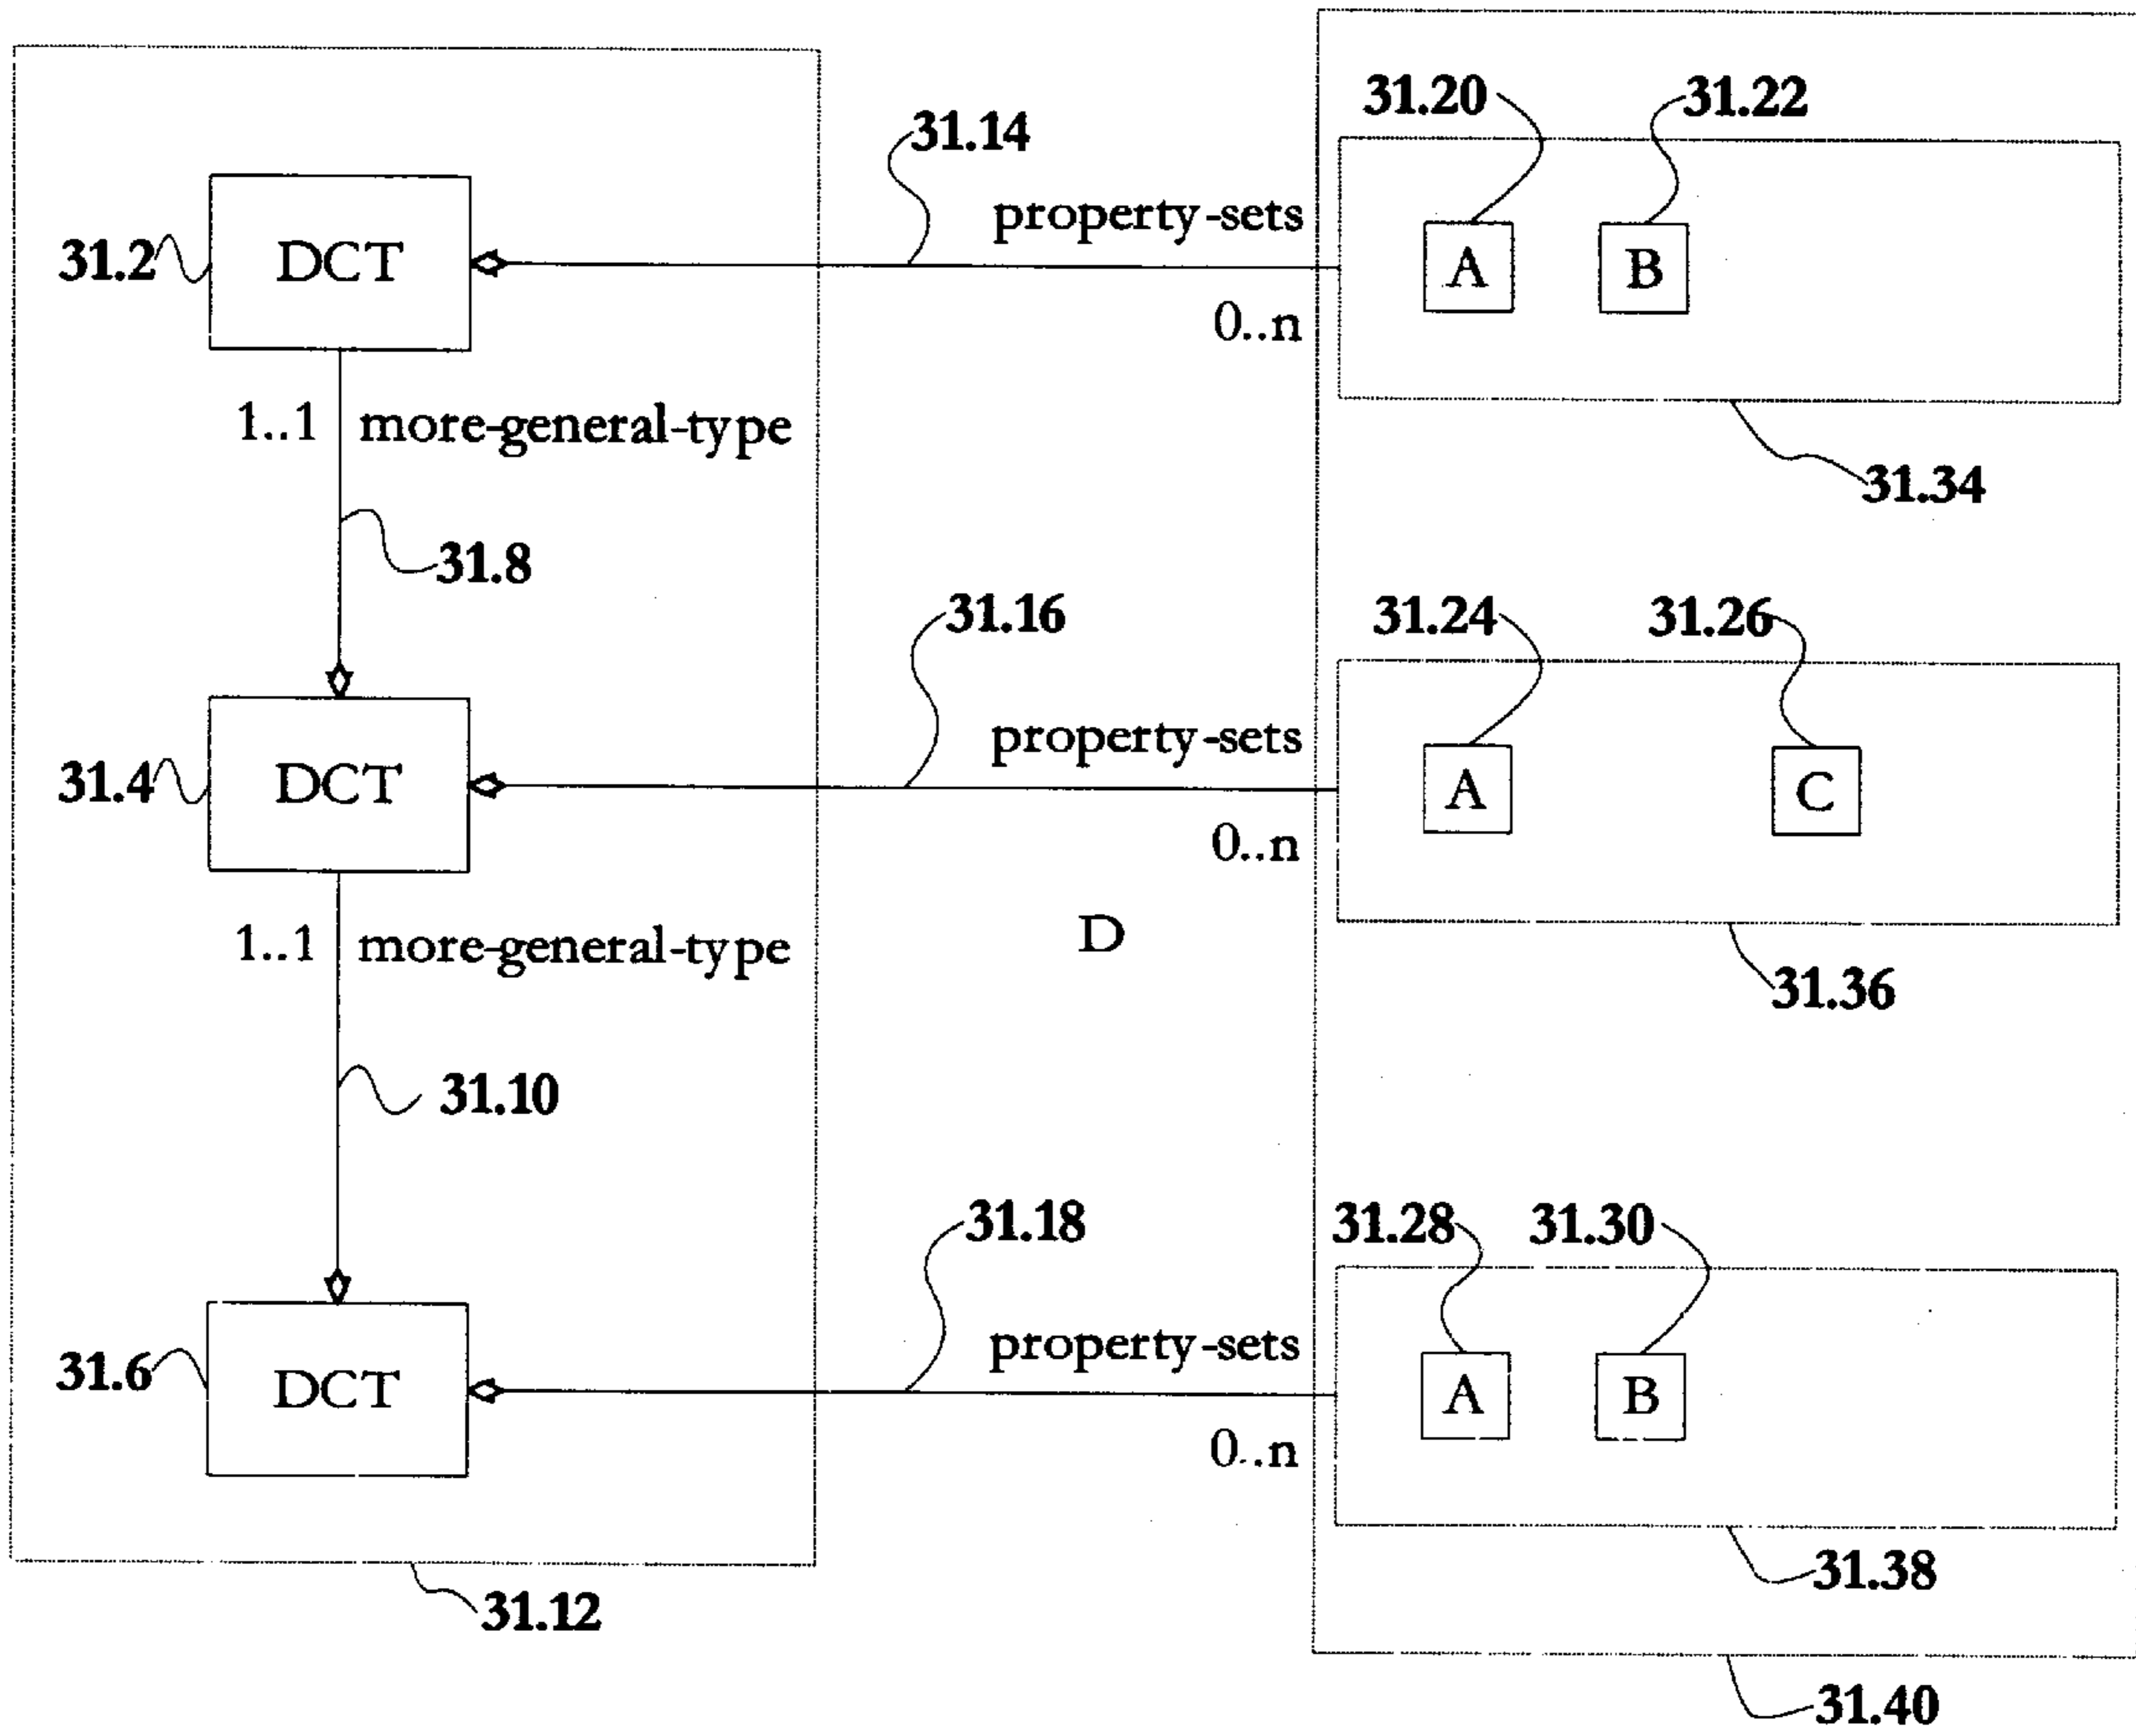 31.20
31.22
31.14
property-sets
31.2
DCT
A
B
0..n
1..1
more-general-type
31.34
31.8
31.16
31.24
31.26
property-sets
31.4
DCT
A
C
0..n
1..1
more-general-type
D
31.36
31.10
31.18
31.28
31.30
property-sets
31.6
DCT
A
B
0..n
31.38
31.12
31.40